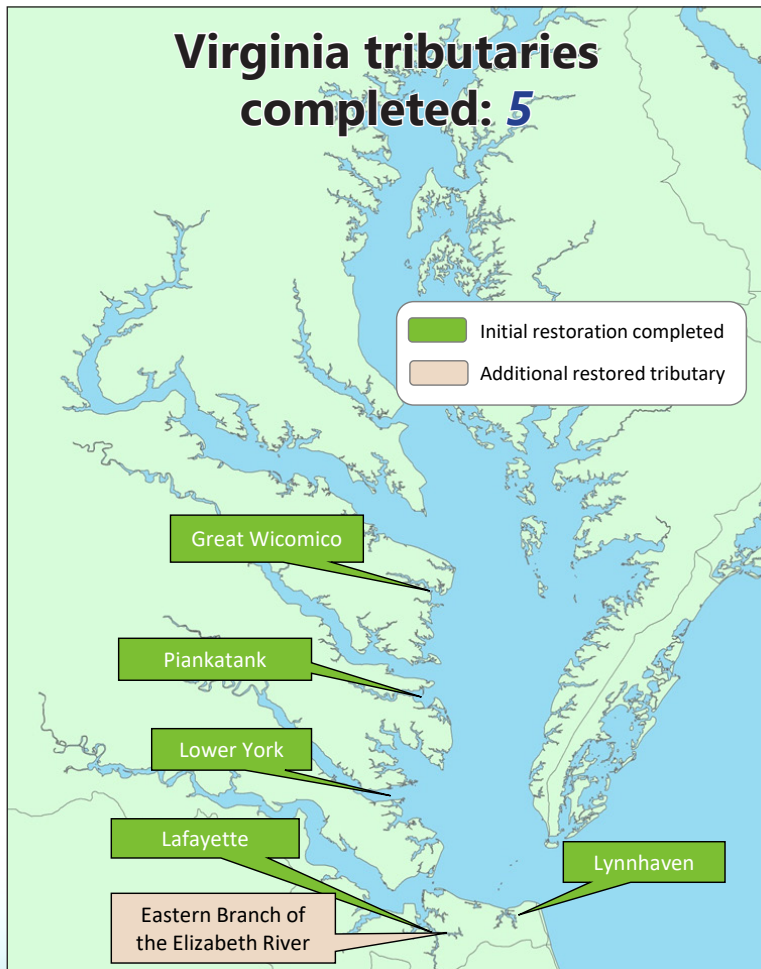 Virginia tributaries
completed: 5
Initial restoration completed
Additional restored tributary
Great Wicomico
Piankatank
Lower York
Lafayette
Lynnhaven
Eastern Branch of
the Elizabeth River